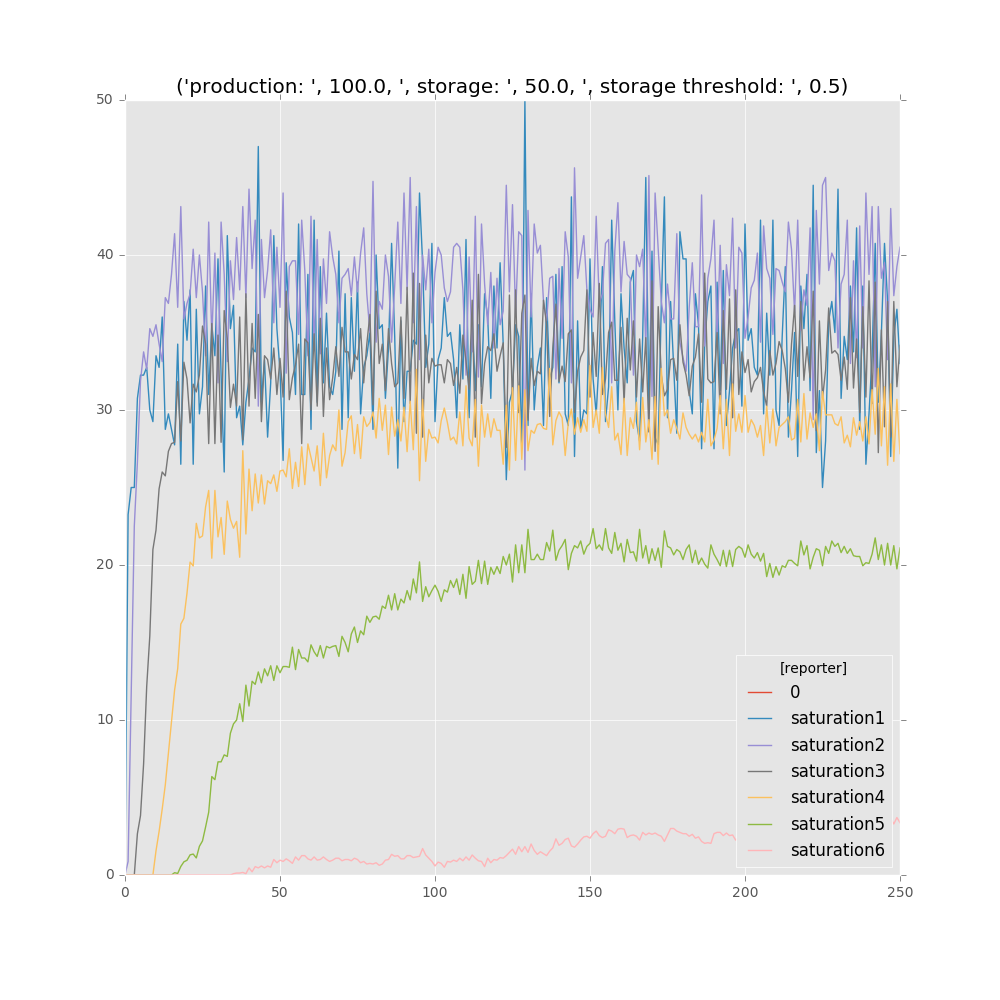 ('production: ', 100.0, ', storage: ', 50.0, ', storage threshold: ', 0.5)
50
40
30
20
10
0
0
50
100
150
200
250
[reporter]
0
saturation1
saturation2
saturation3
saturation4
saturation5
saturation6